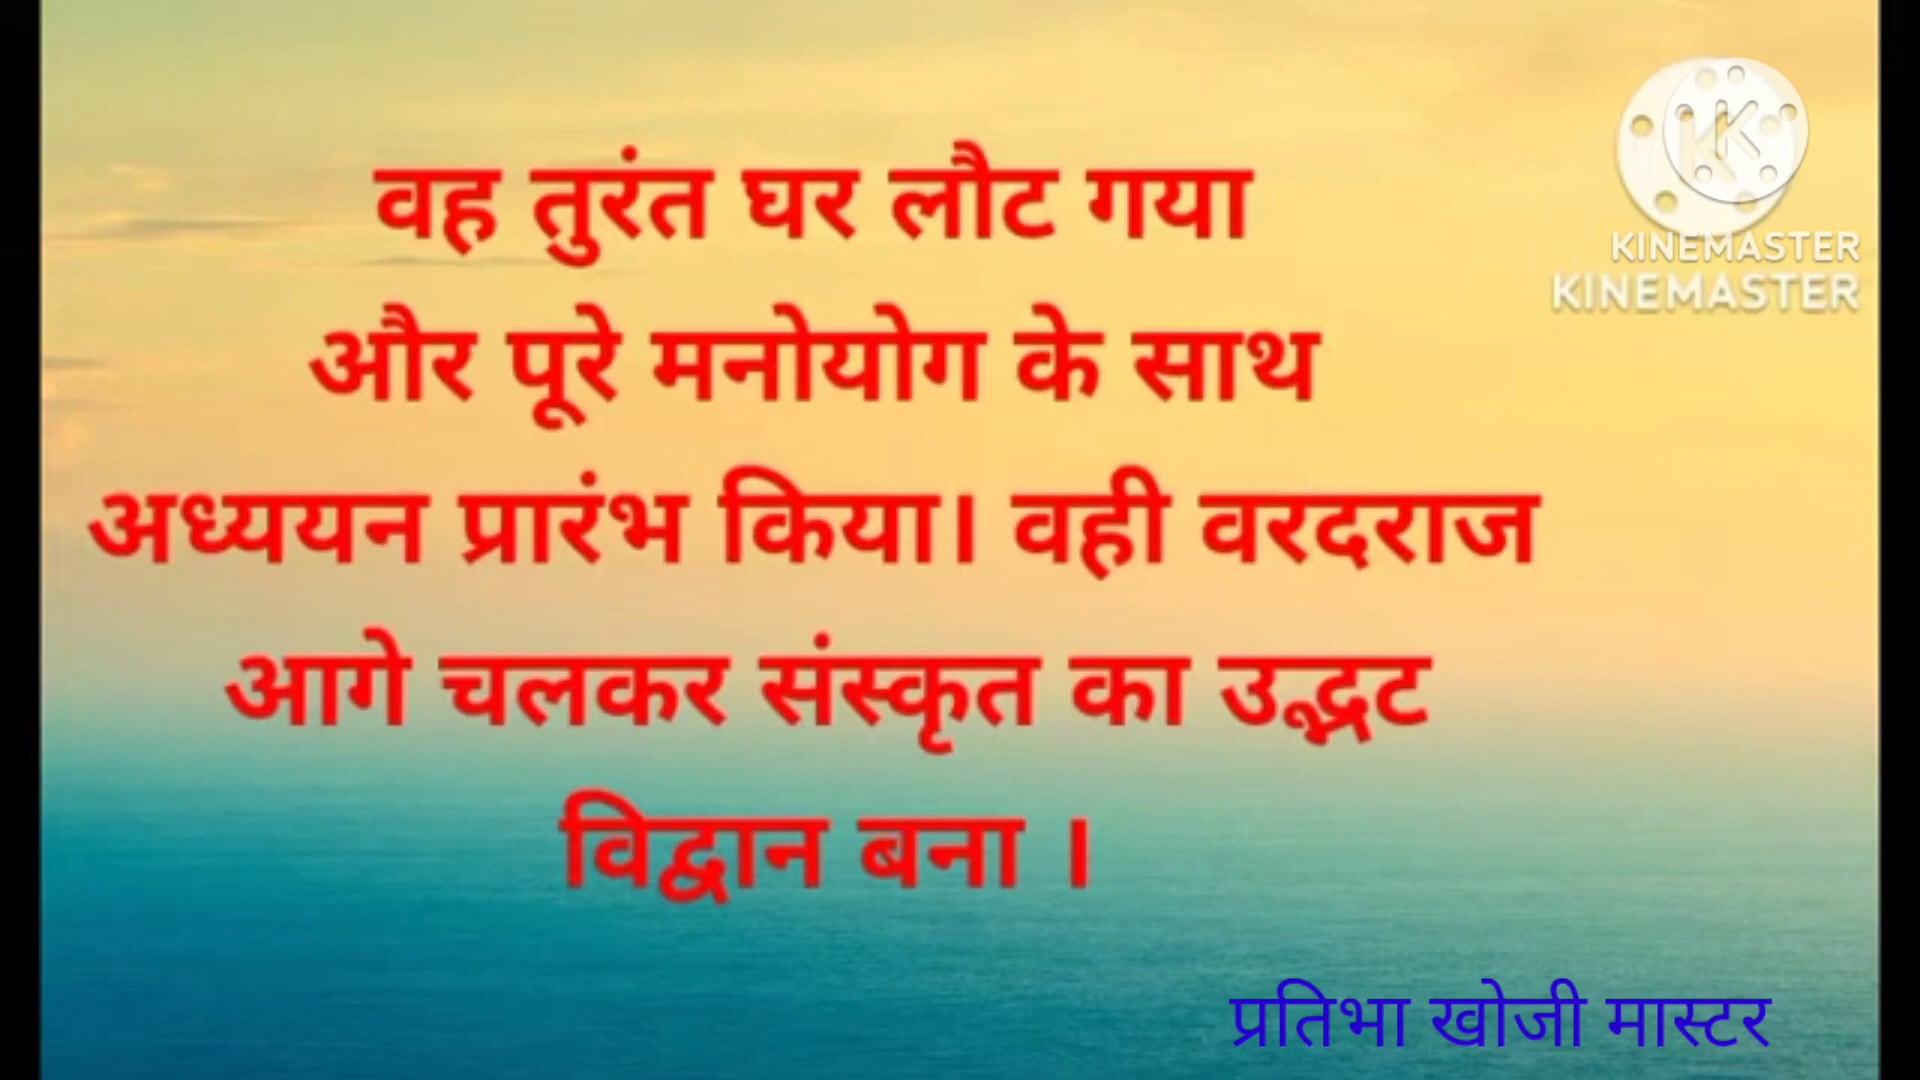 वह तुरंत घर लौट गया
और पूरे मनोयोग के साथ
अध्ययन प्रारंभ किया। वही वरदराज
आगे चलकर संस्कृत का उद्भट
विद्वान बना ।
KINEMASTER
KINEMASTER
प्रतिभा खोजी मास्टर